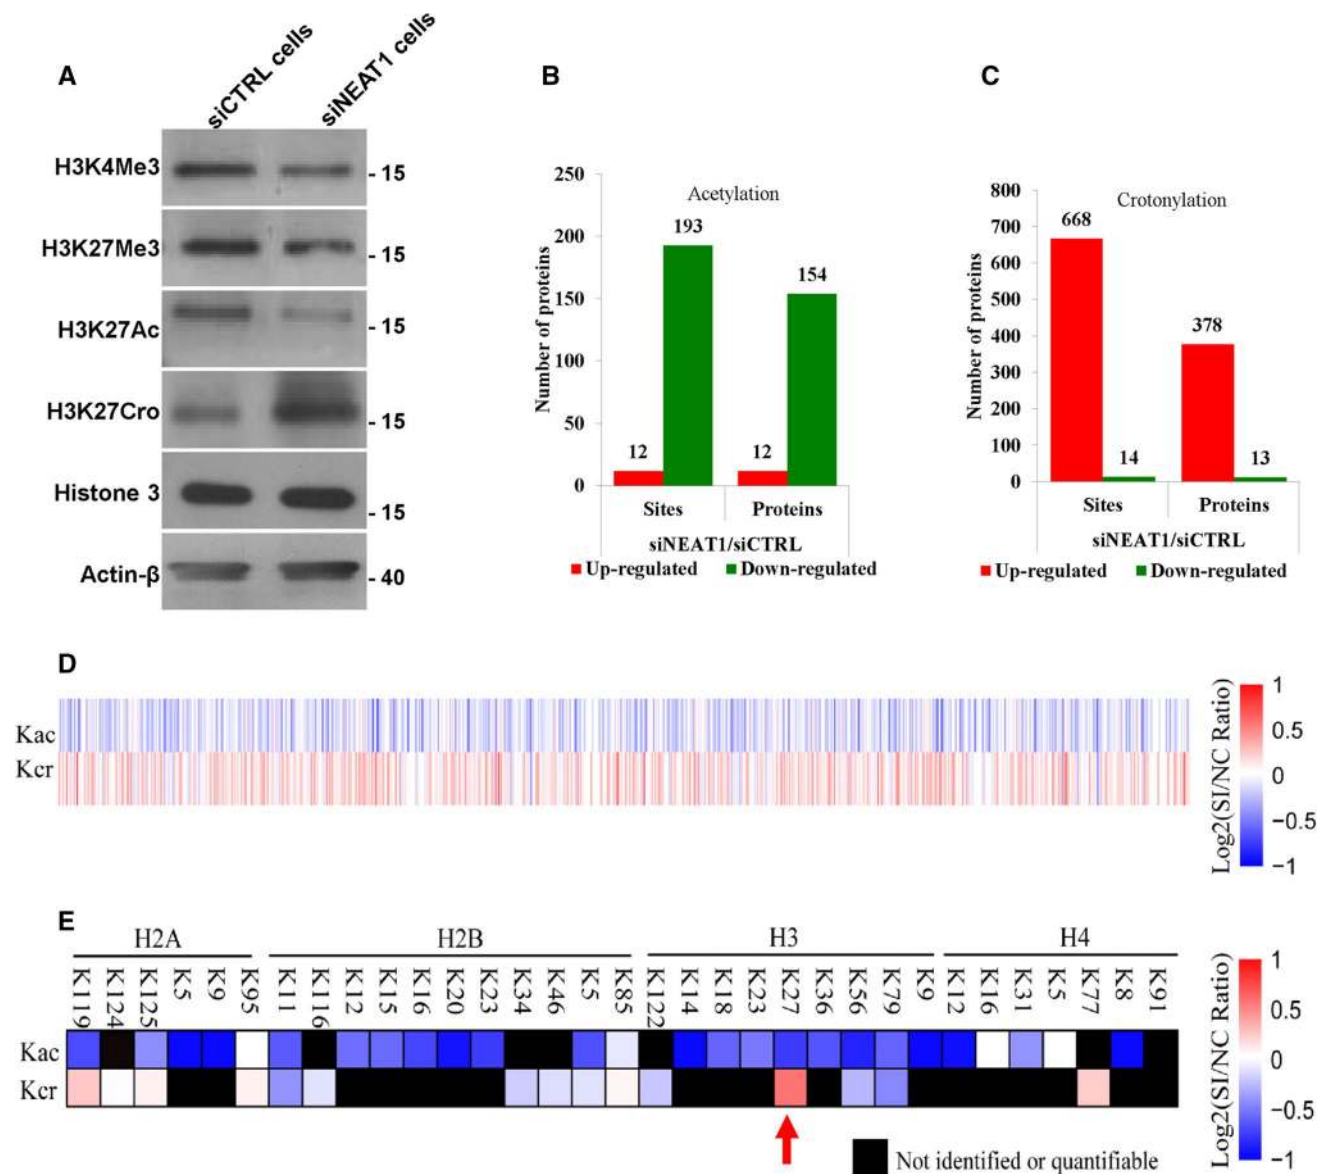 A
siCTRL cells
siNEAT1 cells
H3K4Me3
- 15
H3K27Me3
- 15
H3K27Ac
- 15
H3K27Cro
- 15
Histone 3
- 15
Actin-β
- 40
B
Acetylation
Number of proteins
250
200
150
100
50
0
12
193
12
154
Sites
Proteins
siNEAT1/siCTRL
Up-regulated
Down-regulated
C
Crotonylation
Number of proteins
800
700
600
500
400
300
200
100
0
668
14
378
13
Sites
Proteins
siNEAT1/siCTRL
Up-regulated
Down-regulated
D
Kac
Kcr
Log2(SI/NC Ratio)
1
0.5
0
−0.5
−1
E
H2A
H2B
H3
H4
K119
K124
K125
K5
K9
K95
K11
K116
K12
K15
K16
K20
K23
K34
K46
K5
K85
K122
K14
K18
K23
K27
K36
K56
K79
K9
K12
K16
K31
K5
K77
K8
K91
Kac
Kcr
Log2(SI/NC Ratio)
1
0.5
0
−0.5
−1
Not identified or quantifiable